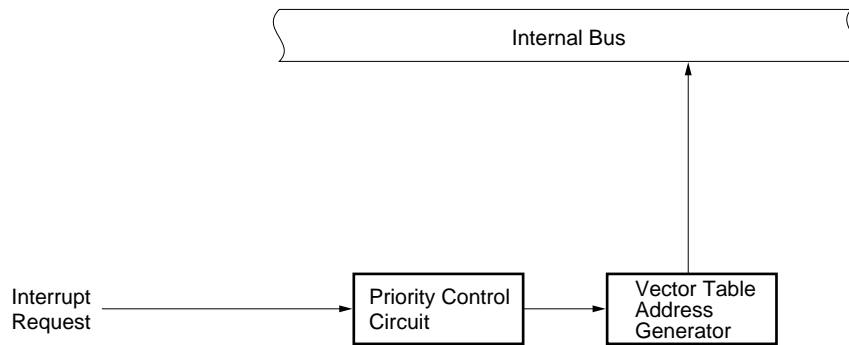 Internal Bus
Interrupt
Request
Priority Control
Circuit
Vector Table
Address
Generator